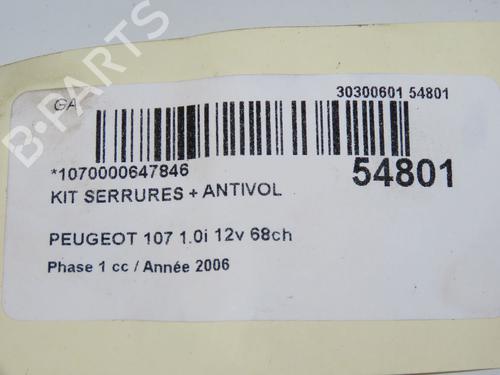 B-PARTS
GA
30300601 54801
*1070000647846
54801
KIT SERRURES + ANTIVOL
PEUGEOT 107 1.0i 12v 68ch
Phase 1 cc / Année 2006